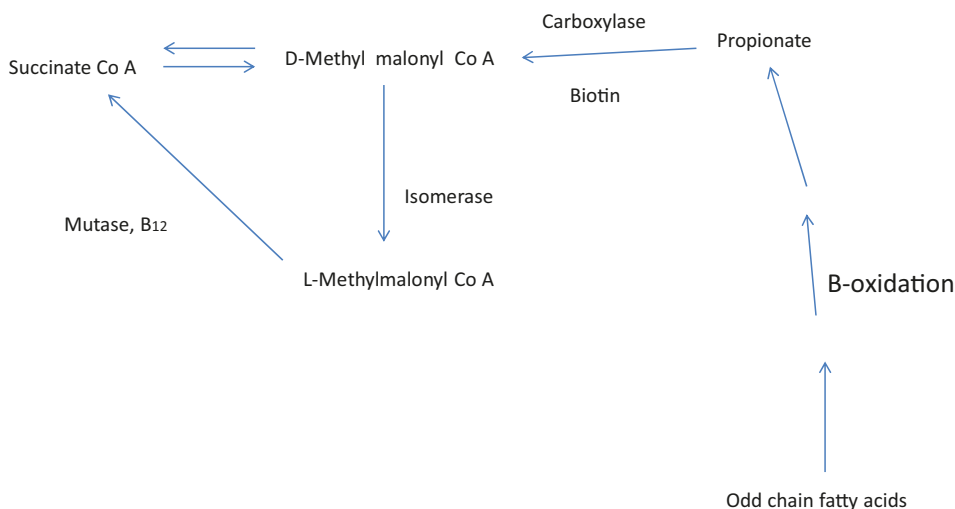 Carboxylase
Propionate
Succinate Co A
D-Methyl malonyl Co A
Biotin
Isomerase
Mutase, B12
L-Methylmalonyl Co A
B-oxidation
Odd chain fatty acids